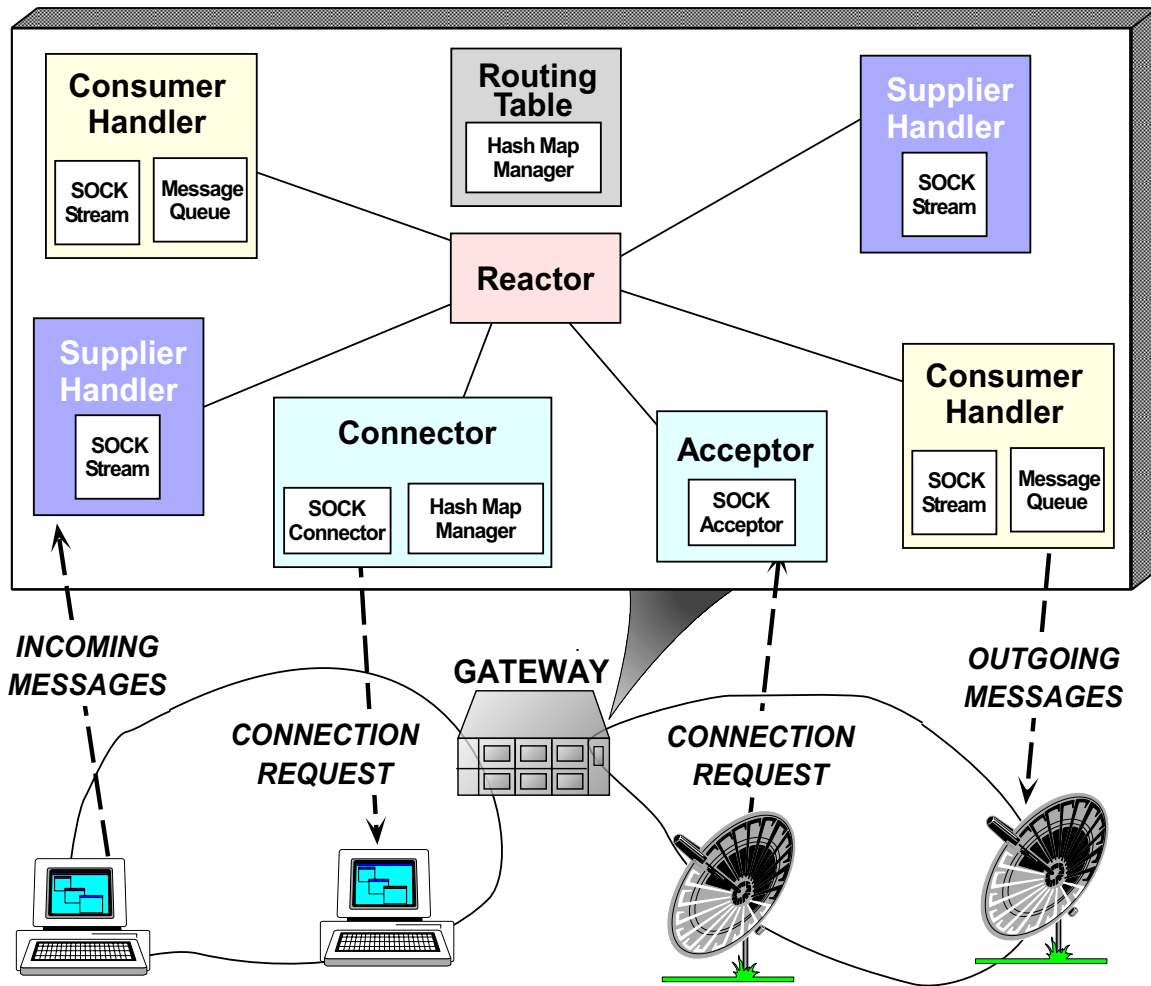 Consumer
Handler
SOCK
Stream
Message
Queue
Routing
Table
Hash Map
Manager
Supplier
Handler
SOCK
Stream
Reactor
Supplier
Handler
SOCK
Stream
Connector
SOCK
Connector
Hash Map
Manager
Acceptor
SOCK
Acceptor
Consumer
Handler
SOCK
Stream
Message
Queue
INCOMING
MESSAGES
GATEWAY
CONNECTION
REQUEST
CONNECTION
REQUEST
OUTGOING
MESSAGES